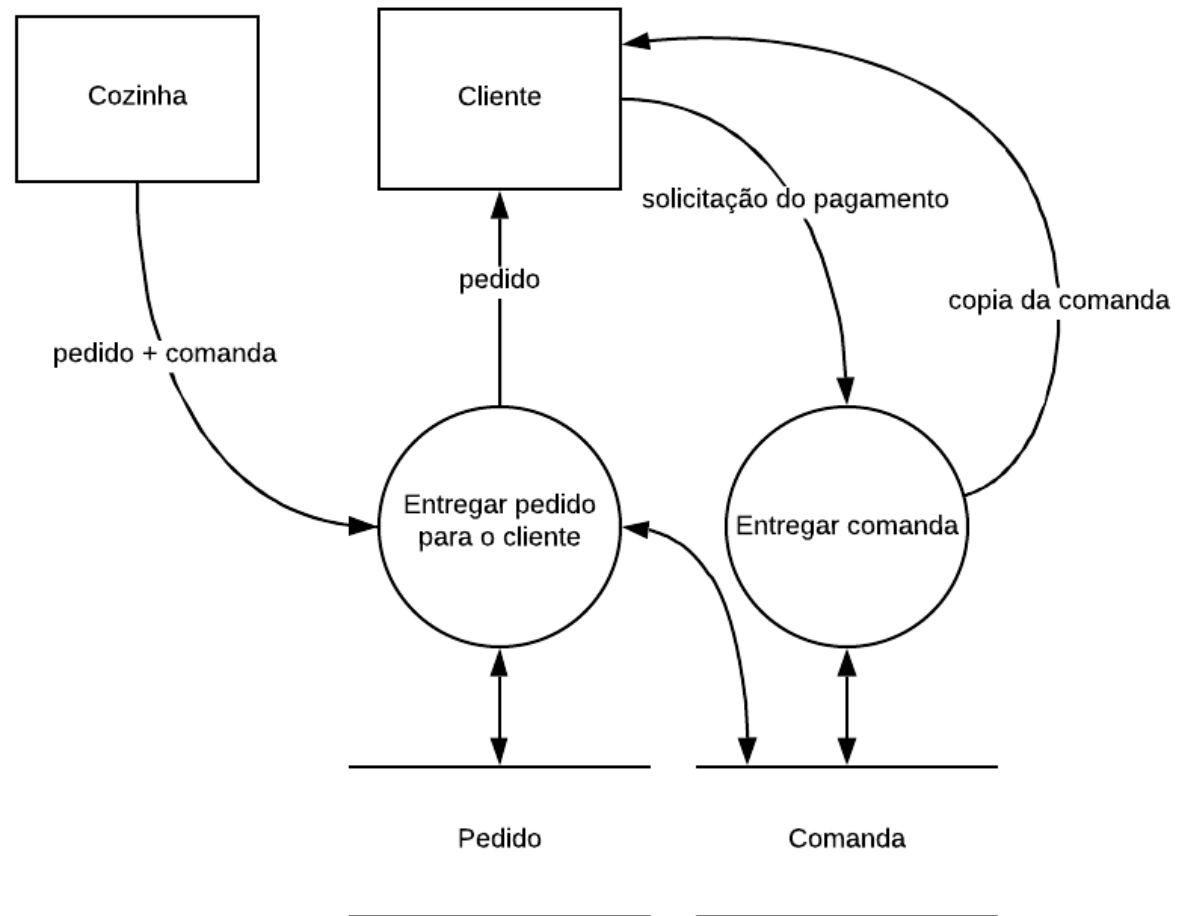 Cozinha
Cliente
solicitação do pagamento
pedido
copia da comanda
pedido + comanda
Entregar pedido
para o cliente
Entregar comanda
Pedido
Comanda